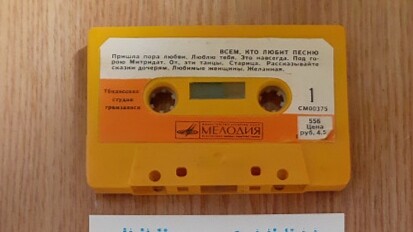 ВСЕМ, КТО ЛЮБИТ ПЕСНЮ
Пришла пора любви. Люблю тебя. Это навсегда. Под го-
рою Митридат. Ох, эти танцы. Старица. Рассказывайте
сказки дочерям, Любимые женщины. Желанная.
Тбилисская
студия
грамзаписи
1
СМ00375
МЕЛОДИЯ
556
Цена
руб. 4.5